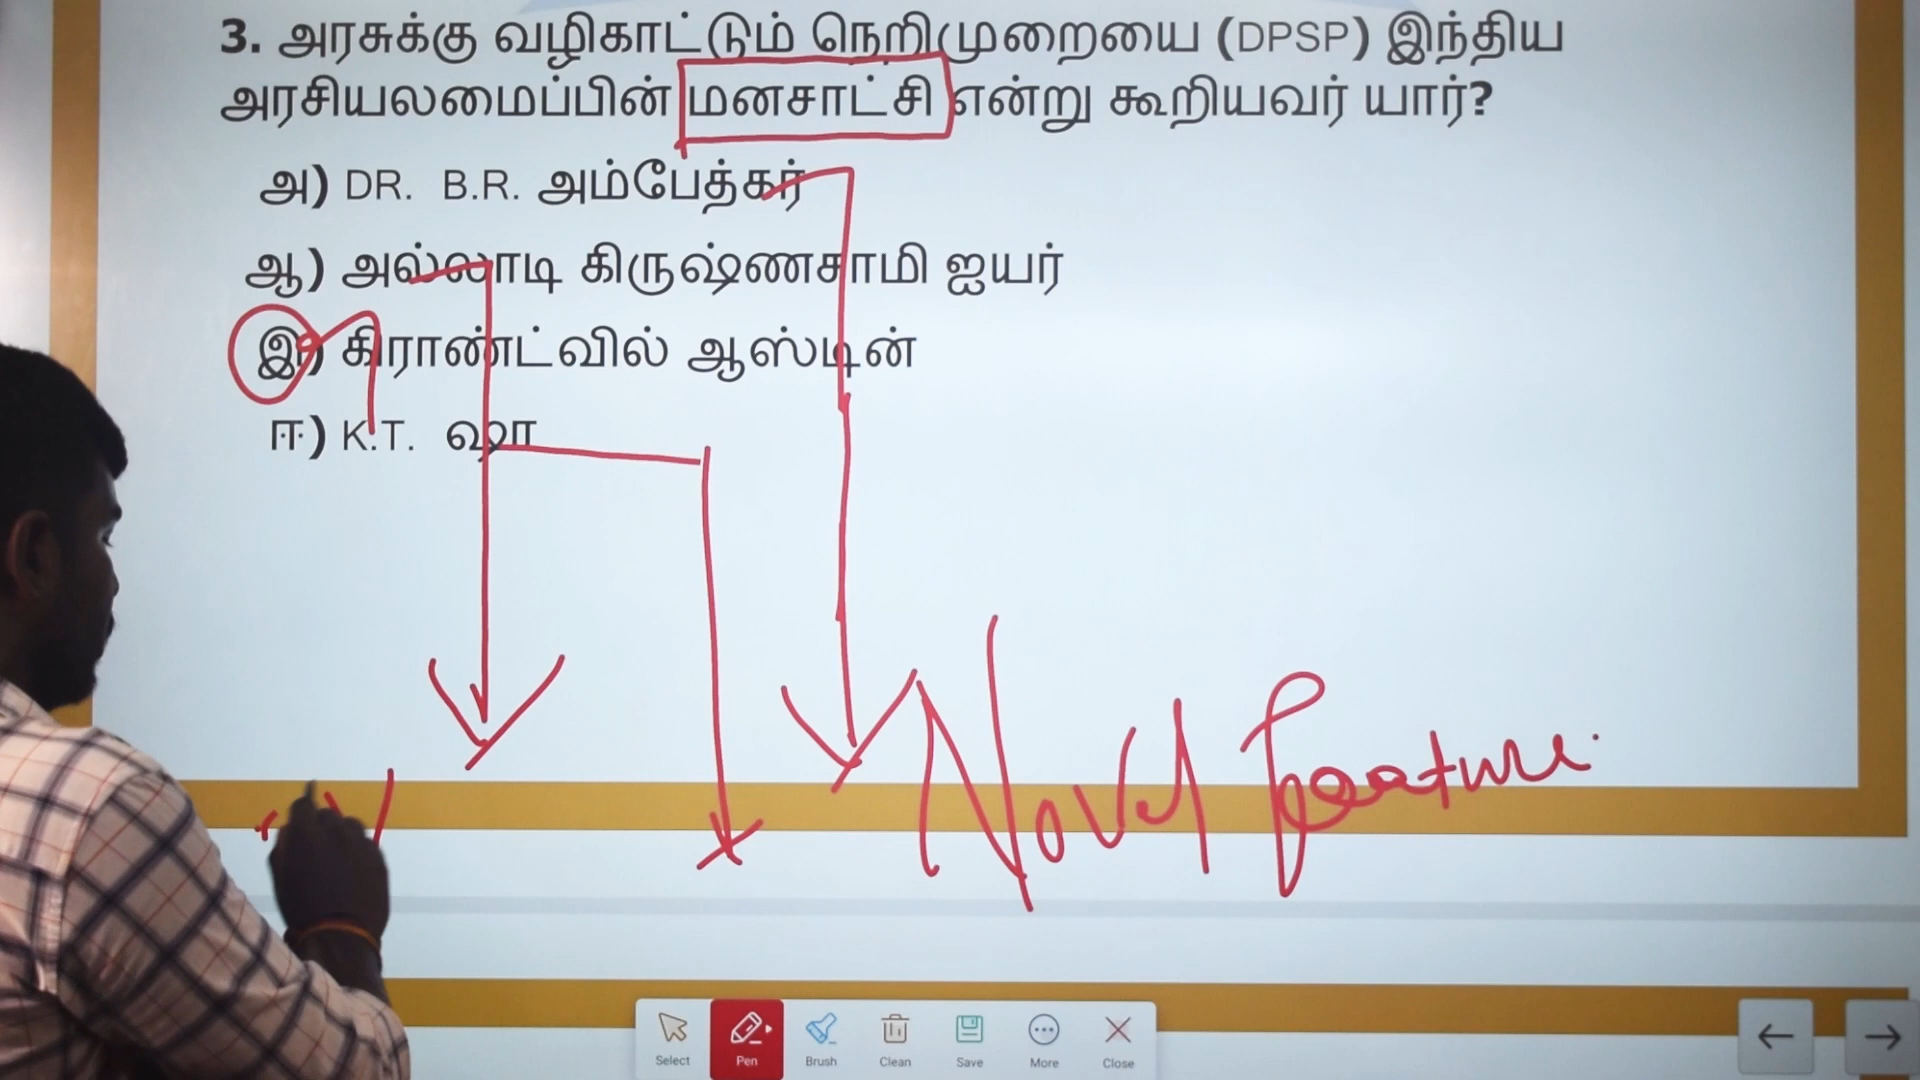 3. அரசுக்கு வழிகாட்டும் நெறிமுறையை (DPSP) இந்திய
அரசியலமைப்பின் மனசாட்சி என்று கூறியவர் யார்?
அ) DR. B.R. அம்பேத்கர்
ஆ) அல்லாடி கிருஷ்ணசாமி ஐயர்
இ) கிராண்ட்வில் ஆஸ்டின்
ஈ) K.T. ஷா
Novel feature.
Select Pen Brush Clean Save More Close